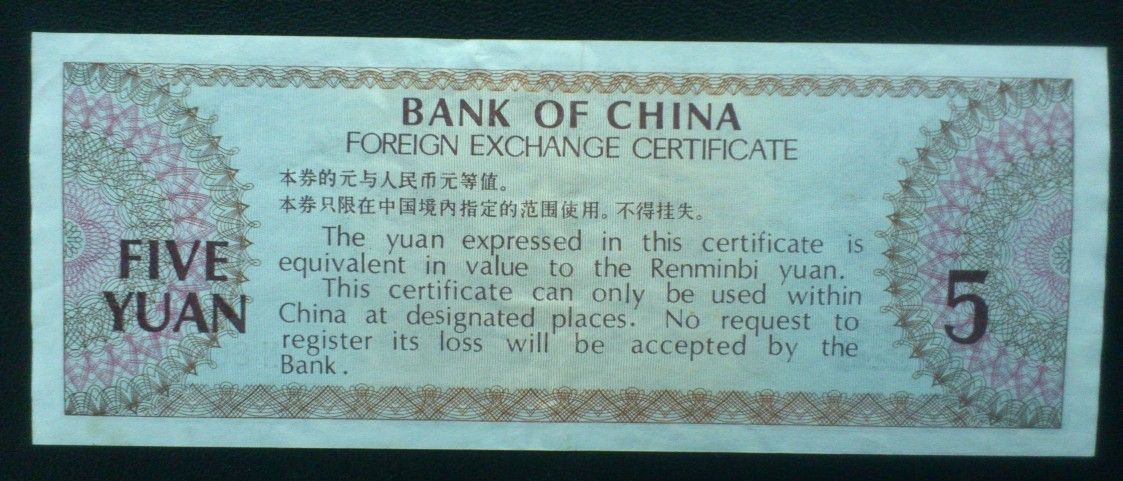 BANK OF CHINA
FOREIGN EXCHANGE CERTIFICATE
本券的元与人民币元等值。
本券只限在中国境内指定的范围使用。不得挂失。
The yuan expressed in this certificate is
equivalent in value to the Renminbi yuan.
This certificate can only be used within
China at designated places. No request to
register its loss will be accepted by the
Bank.
FIVE
YUAN
5